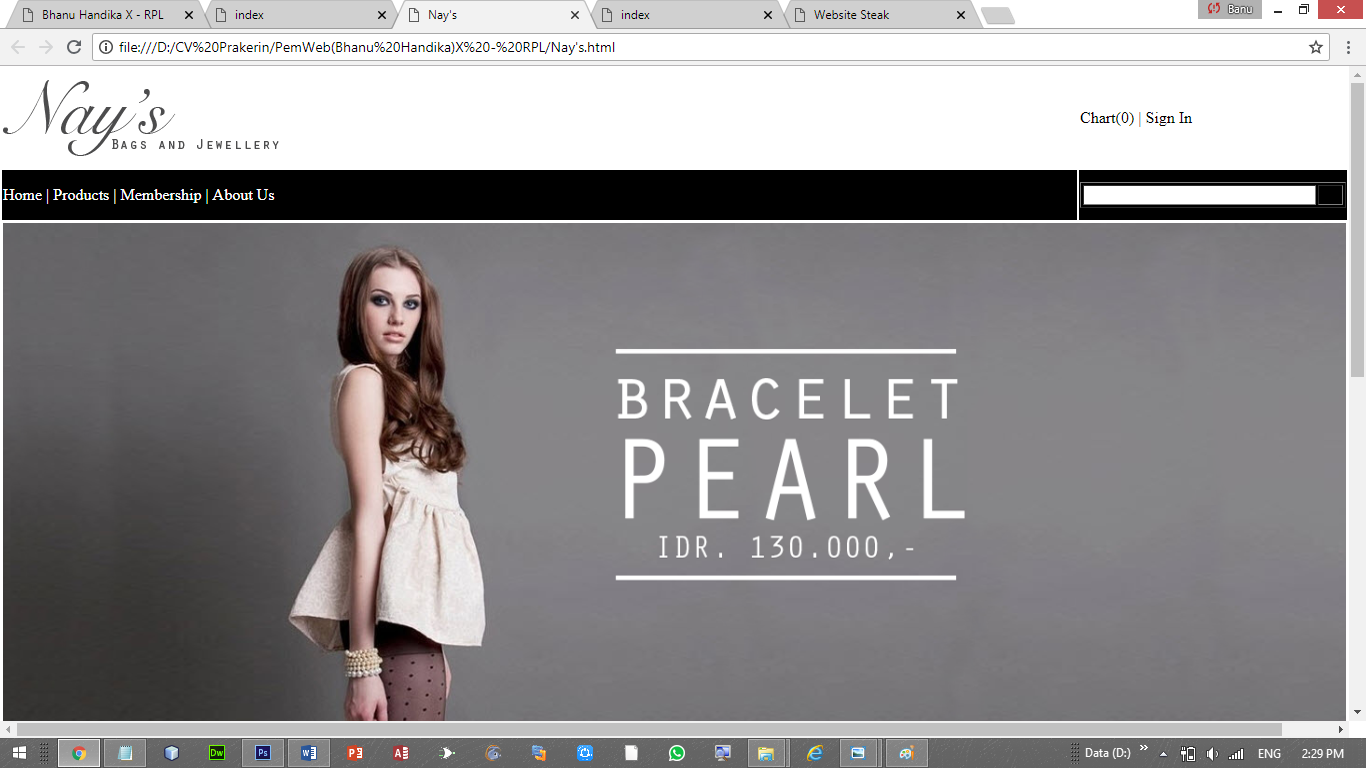 Bhanu Handika X - RPL
index
Nay's
index
Website Steak
Banu
file:///D:/CV%20Prakerin/PemWeb(Bhanu%20Handika)X%20-%20RPL/Nay's.html
Nay's
Bags and Jewellery
Chart(0) | Sign In
Home | Products | Membership | About Us
BRACELET
PEARL
IDR. 130.000,-
Data (D:)
ENG
2:29 PM